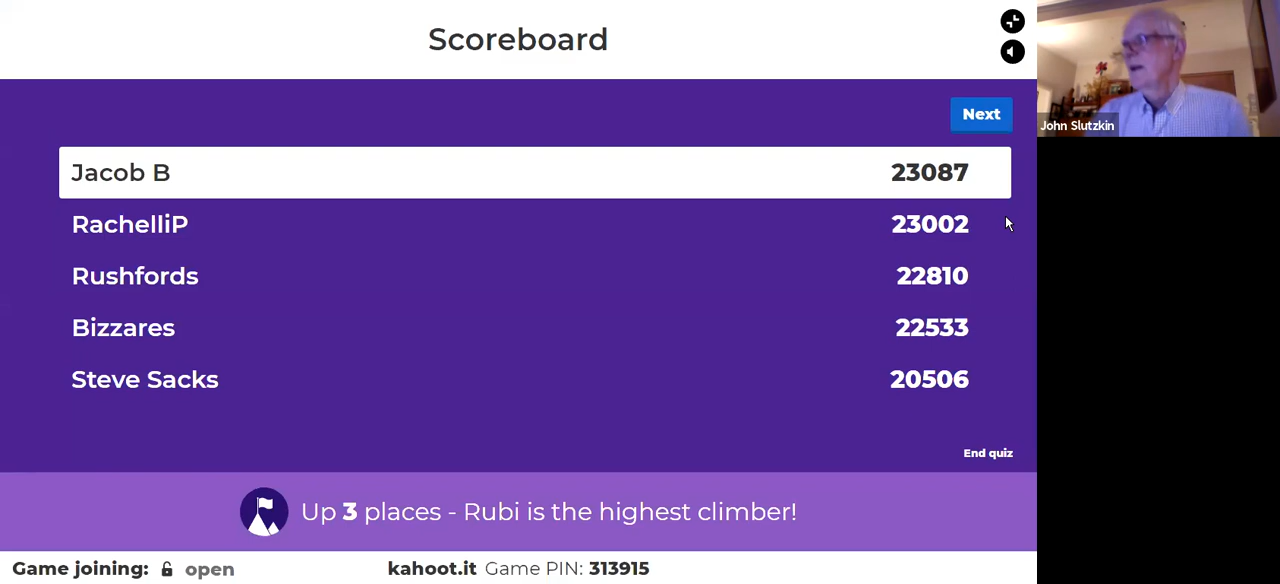 Scoreboard
Next
Jacob B 23087
RachelliP 23002
Rushfords 22810
Bizzares 22533
Steve Sacks 20506
End quiz
Up 3 places - Rubi is the highest climber!
Game joining: open kahoot.it Game PIN: 313915
John Slutzkin